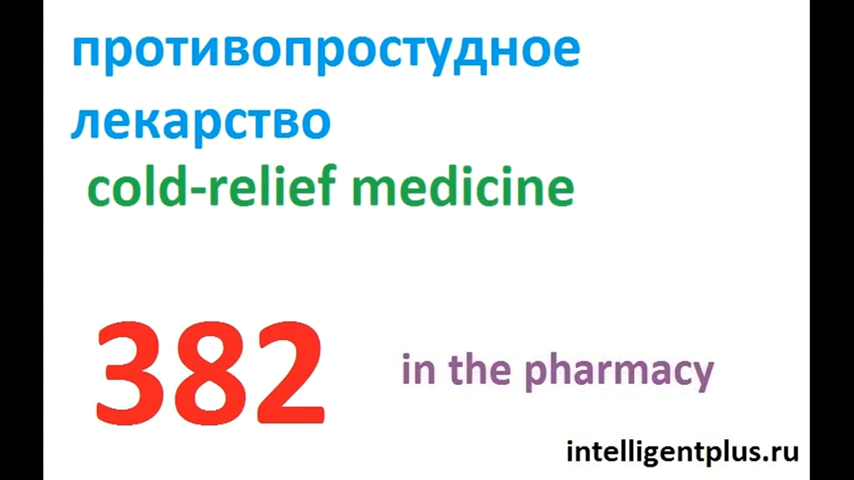 противопростудное
лекарство
cold-relief medicine
382
in the pharmacy
intelligentplus.ru